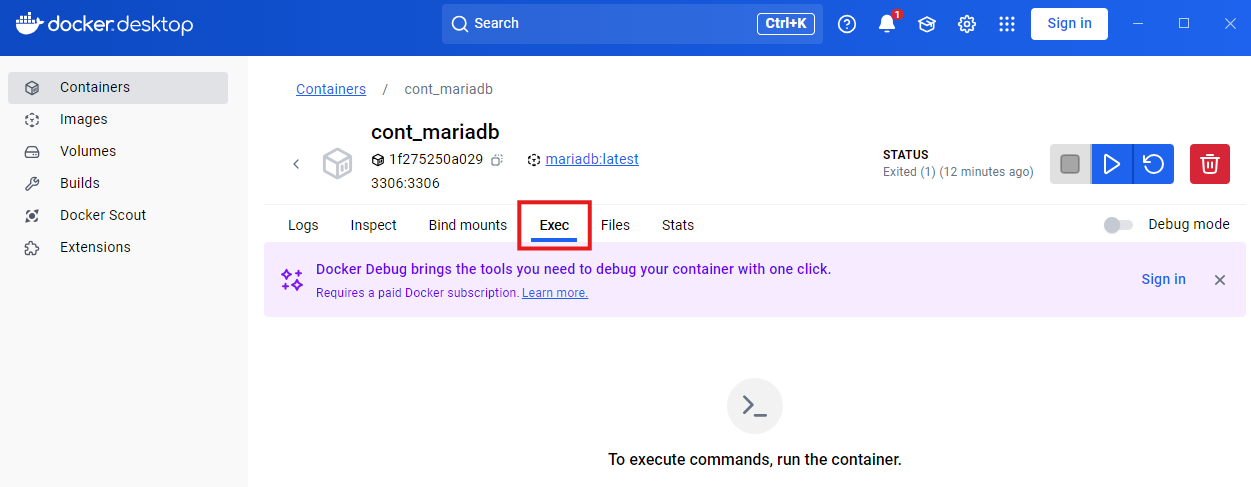 docker.desktop
Search
Ctrl+K
1
Sign in
Containers
Images
Volumes
Builds
Docker Scout
Extensions
Containers / cont_mariadb
cont_mariadb
1f275250a029
mariadb:latest
3306:3306
STATUS
Exited (1) (12 minutes ago)
Logs
Inspect
Bind mounts
Exec
Files
Stats
Debug mode
Docker Debug brings the tools you need to debug your container with one click.
Requires a paid Docker subscription. Learn more.
Sign in
To execute commands, run the container.